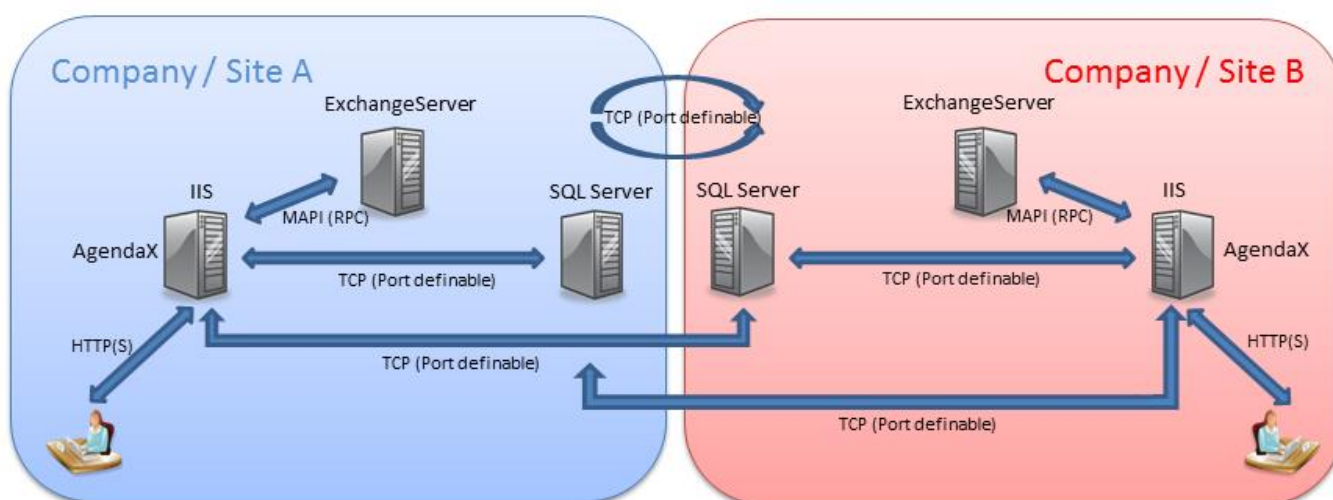 Company / Site A
Company / Site B
ExchangeServer
TCP (Port definable)
ExchangeServer
IIS
SQL Server
SQL Server
IIS
MAPI (RPC)
MAPI (RPC)
AgendaX
AgendaX
TCP (Port definable)
TCP (Port definable)
HTTP(S)
TCP (Port definable)
HTTP(S)
TCP (Port definable)